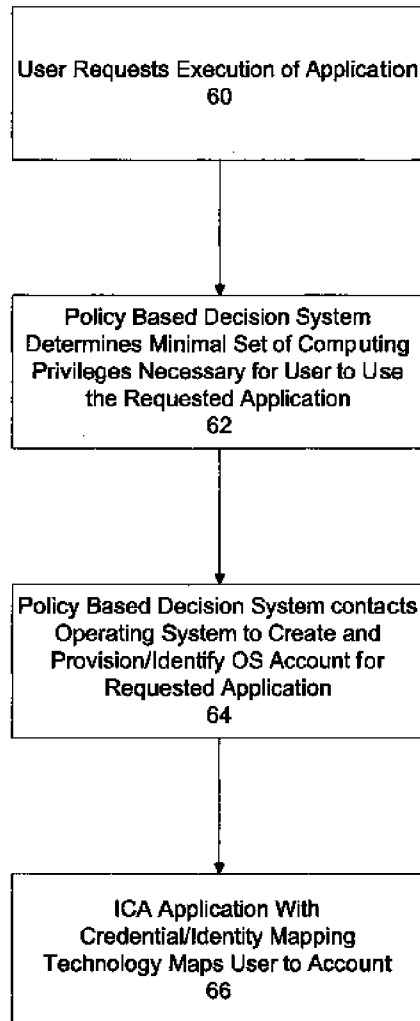 User Requests Execution of Application
60
Policy Based Decision System
Determines Minimal Set of Computing
Privileges Necessary for User to Use
the Requested Application
62
Policy Based Decision System contacts
Operating System to Create and
Provision/Identify OS Account for
Requested Application
64
ICA Application With
Credential/Identity Mapping
Technology Maps User to Account
66